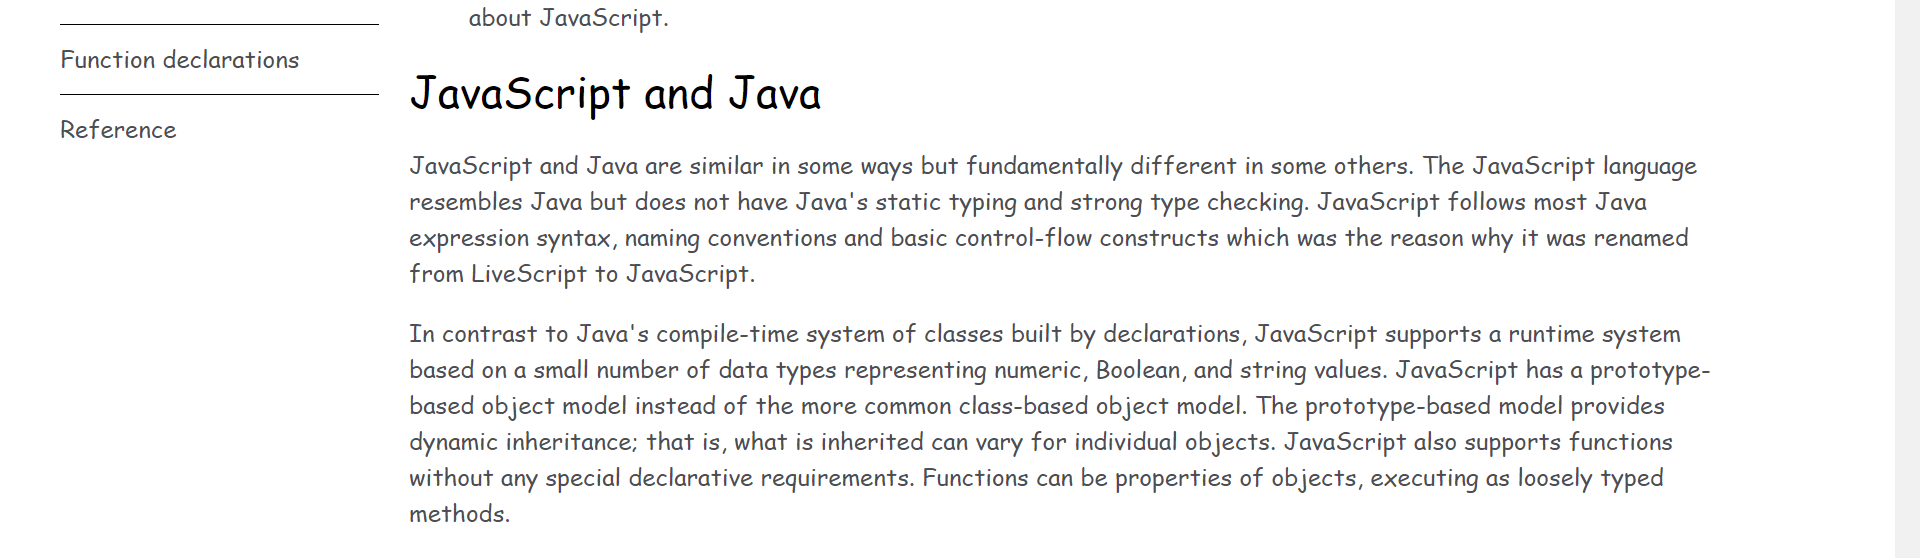 Function declarations
Reference
about JavaScript.
JavaScript and Java
JavaScript and Java are similar in some ways but fundamentally different in some others. The JavaScript language
resembles Java but does not have Java's static typing and strong type checking. JavaScript follows most Java
expression syntax, naming conventions and basic control-flow constructs which was the reason why it was renamed
from LiveScript to JavaScript.
In contrast to Java's compile-time system of classes built by declarations, JavaScript supports a runtime system
based on a small number of data types representing numeric, Boolean, and string values. JavaScript has a prototype-
based object model instead of the more common class-based object model. The prototype-based model provides
dynamic inheritance; that is, what is inherited can vary for individual objects. JavaScript also supports functions
without any special declarative requirements. Functions can be properties of objects, executing as loosely typed
methods.